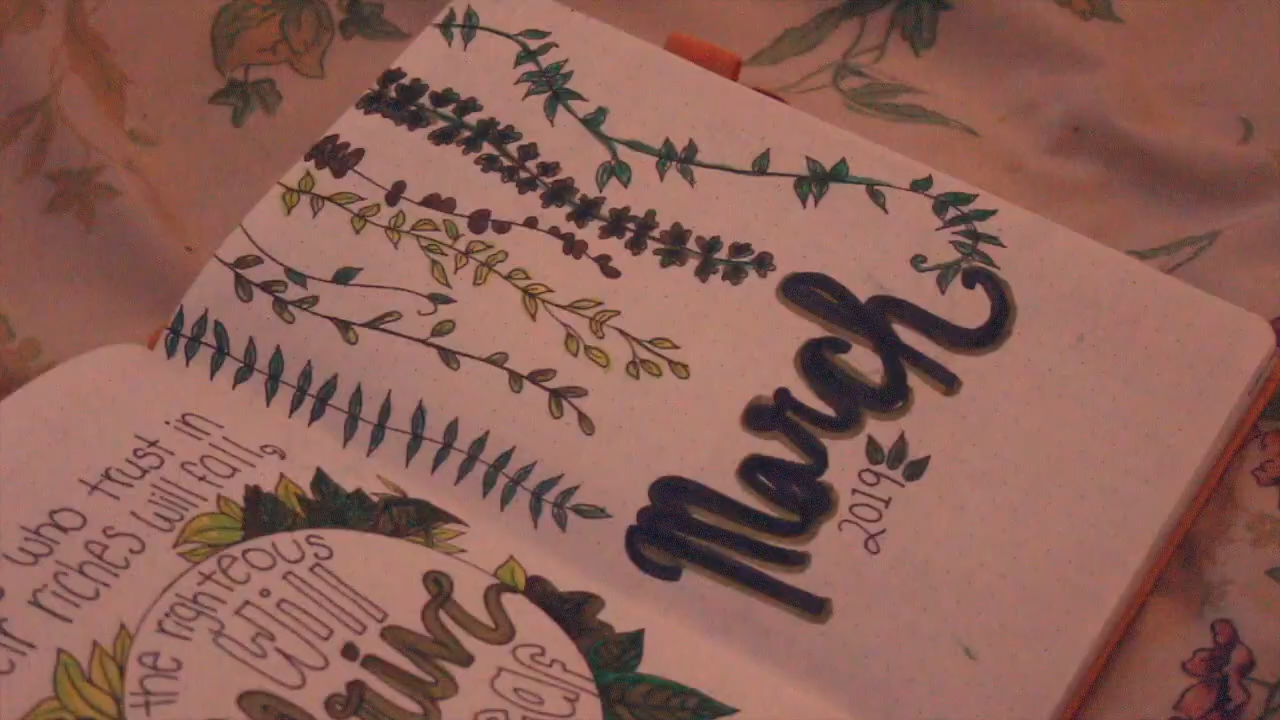 who trust in
riches will fall,
the righteous
will
March
2019